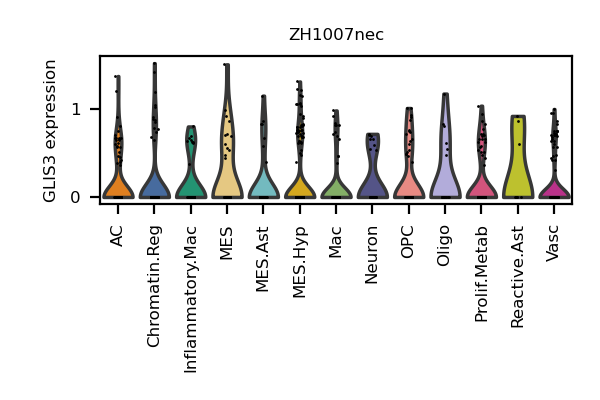 ZH1007nec
GLIS3 expression
1
0
AC
Chromatin.Reg
Inflammatory.Mac
MES
MES.Ast
MES.Hyp
Mac
Neuron
OPC
Oligo
Prolif.Metab
Reactive.Ast
Vasc